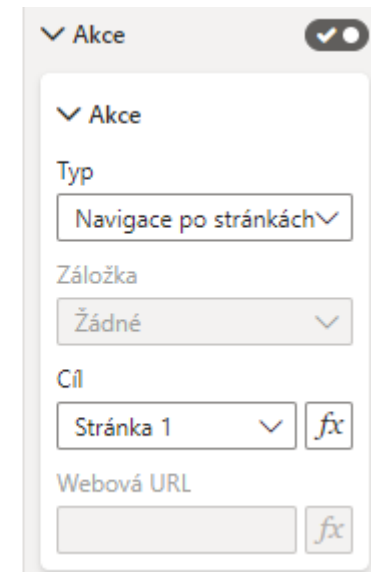 Akce
Akce
Typ
Navigace po stránkách
Záložka
Žádné
Cíl
Stránka 1
fx
Webová URL
fx